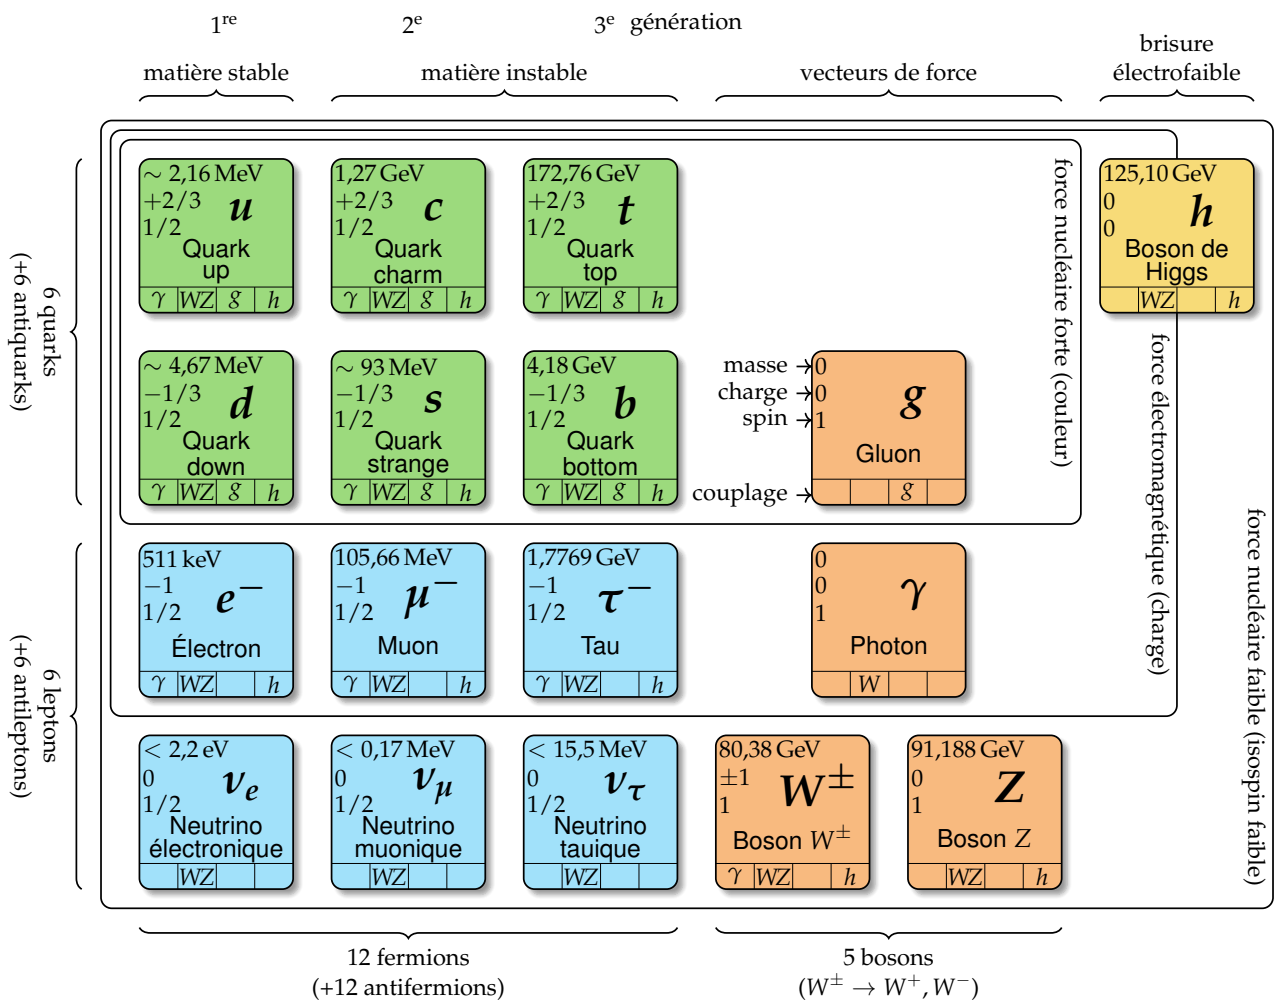 1re 2e 3e génération
matière stable
matière instable
vecteurs de force
brisure
électrofaible
6 quarks
(+6 antiquarks)
∼ 2,16 MeV
+2/3
1/2
u
Quark
up
γ WZ g h
1,27 GeV
+2/3
1/2
c
Quark
charm
γ WZ g h
172,76 GeV
+2/3
1/2
t
Quark
top
γ WZ g h
force nucléaire forte (couleur)
125,10 GeV
0
0
h
Boson de
Higgs
WZ h
∼ 4,67 MeV
−1/3
1/2
d
Quark
down
γ WZ g h
∼ 93 MeV
−1/3
1/2
s
Quark
strange
γ WZ g h
4,18 GeV
−1/3
1/2
b
Quark
bottom
γ WZ g h
masse
charge
spin
couplage
0
0
1
g
Gluon
g
force électromagnétique (charge)
force nucléaire faible (isospin faible)
6 leptons
(+6 antileptons)
511 keV
−1
1/2
e−
Électron
γ WZ h
105,66 MeV
−1
1/2
μ−
Muon
γ WZ h
1,7769 GeV
−1
1/2
τ−
Tau
γ WZ h
0
0
1
γ
Photon
W
< 2,2 eV
0
1/2
νe
Neutrino
électronique
WZ
< 0,17 MeV
0
1/2
νμ
Neutrino
muonique
WZ
< 15,5 MeV
0
1/2
ντ
Neutrino
tauique
WZ
80,38 GeV
±1
1
W±
Boson W±
γ WZ h
91,188 GeV
0
1
Z
Boson Z
WZ h
12 fermions
(+12 antifermions)
5 bosons
(W± → W+, W−)